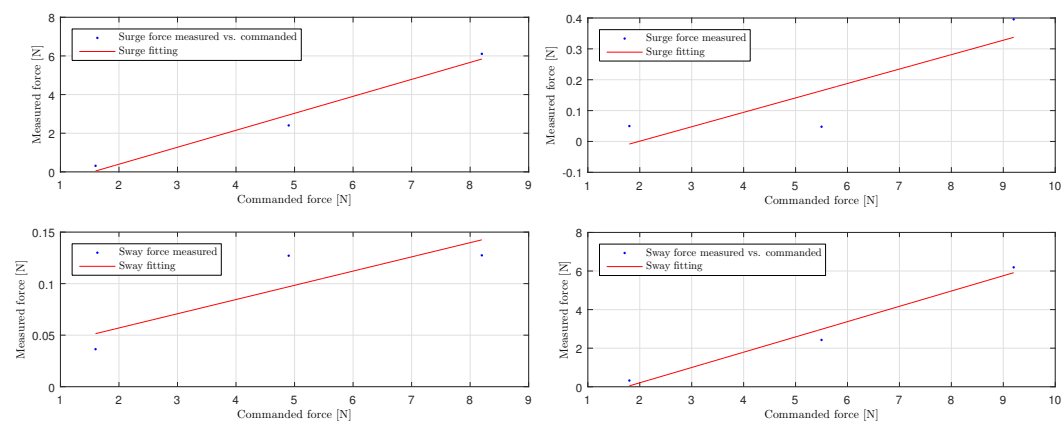 8
6
4
2
0
Measured force [N]
Surge force measured vs. commanded
Surge fitting
1 2 3 4 5 6 7 8 9
Commanded force [N]
0.4
0.3
0.2
0.1
0
-0.1
Measured force [N]
Surge force measured
Surge fitting
1 2 3 4 5 6 7 8 9 10
Commanded force [N]
0.15
0.1
0.05
0
Measured force [N]
Sway force measured
Sway fitting
1 2 3 4 5 6 7 8 9
Commanded force [N]
8
6
4
2
0
Measured force [N]
Sway force measured vs. commanded
Sway fitting
1 2 3 4 5 6 7 8 9 10
Commanded force [N]